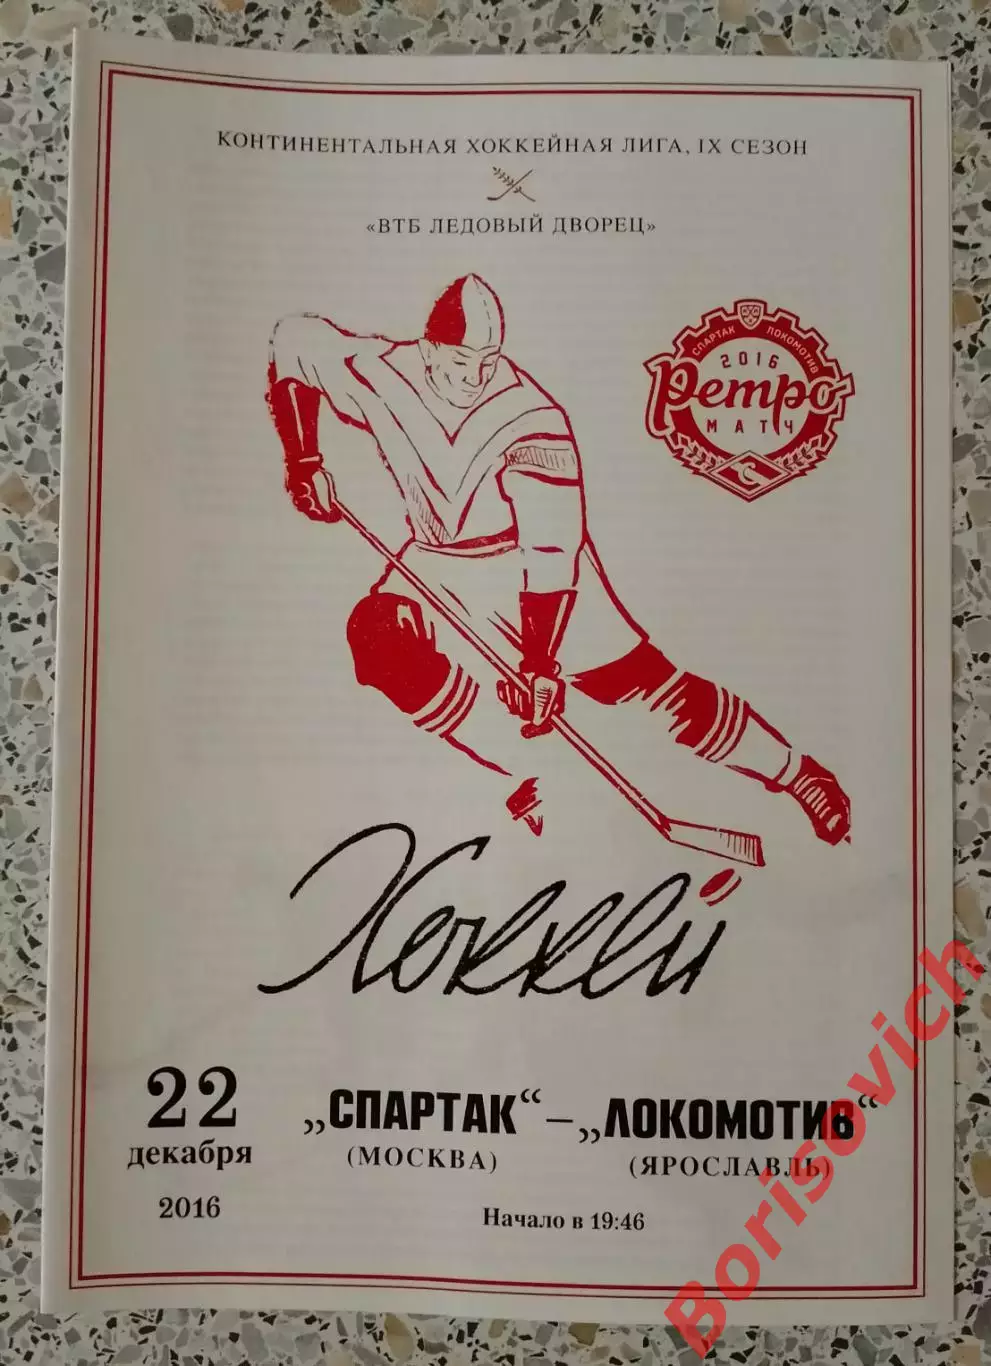 КОНТИНЕНТАЛЬНАЯ ХОККЕЙНАЯ ЛИГА, IX СЕЗОН
«ВТБ ЛЕДОВЫЙ ДВОРЕЦ»
СПАРТАК ЛОКОМОТИВ
2016
Ретро
МАТЧ
Хоккей
22
декабря
2016
„СПАРТАК“ – „ЛОКОМОТИВ“
(МОСКВА) (ЯРОСЛАВЛЬ)
Начало в 19:46
Borisovich